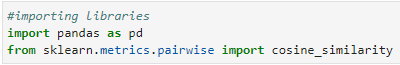 #importing libraries
import pandas as pd
from sklearn.metrics.pairwise import cosine_similarity